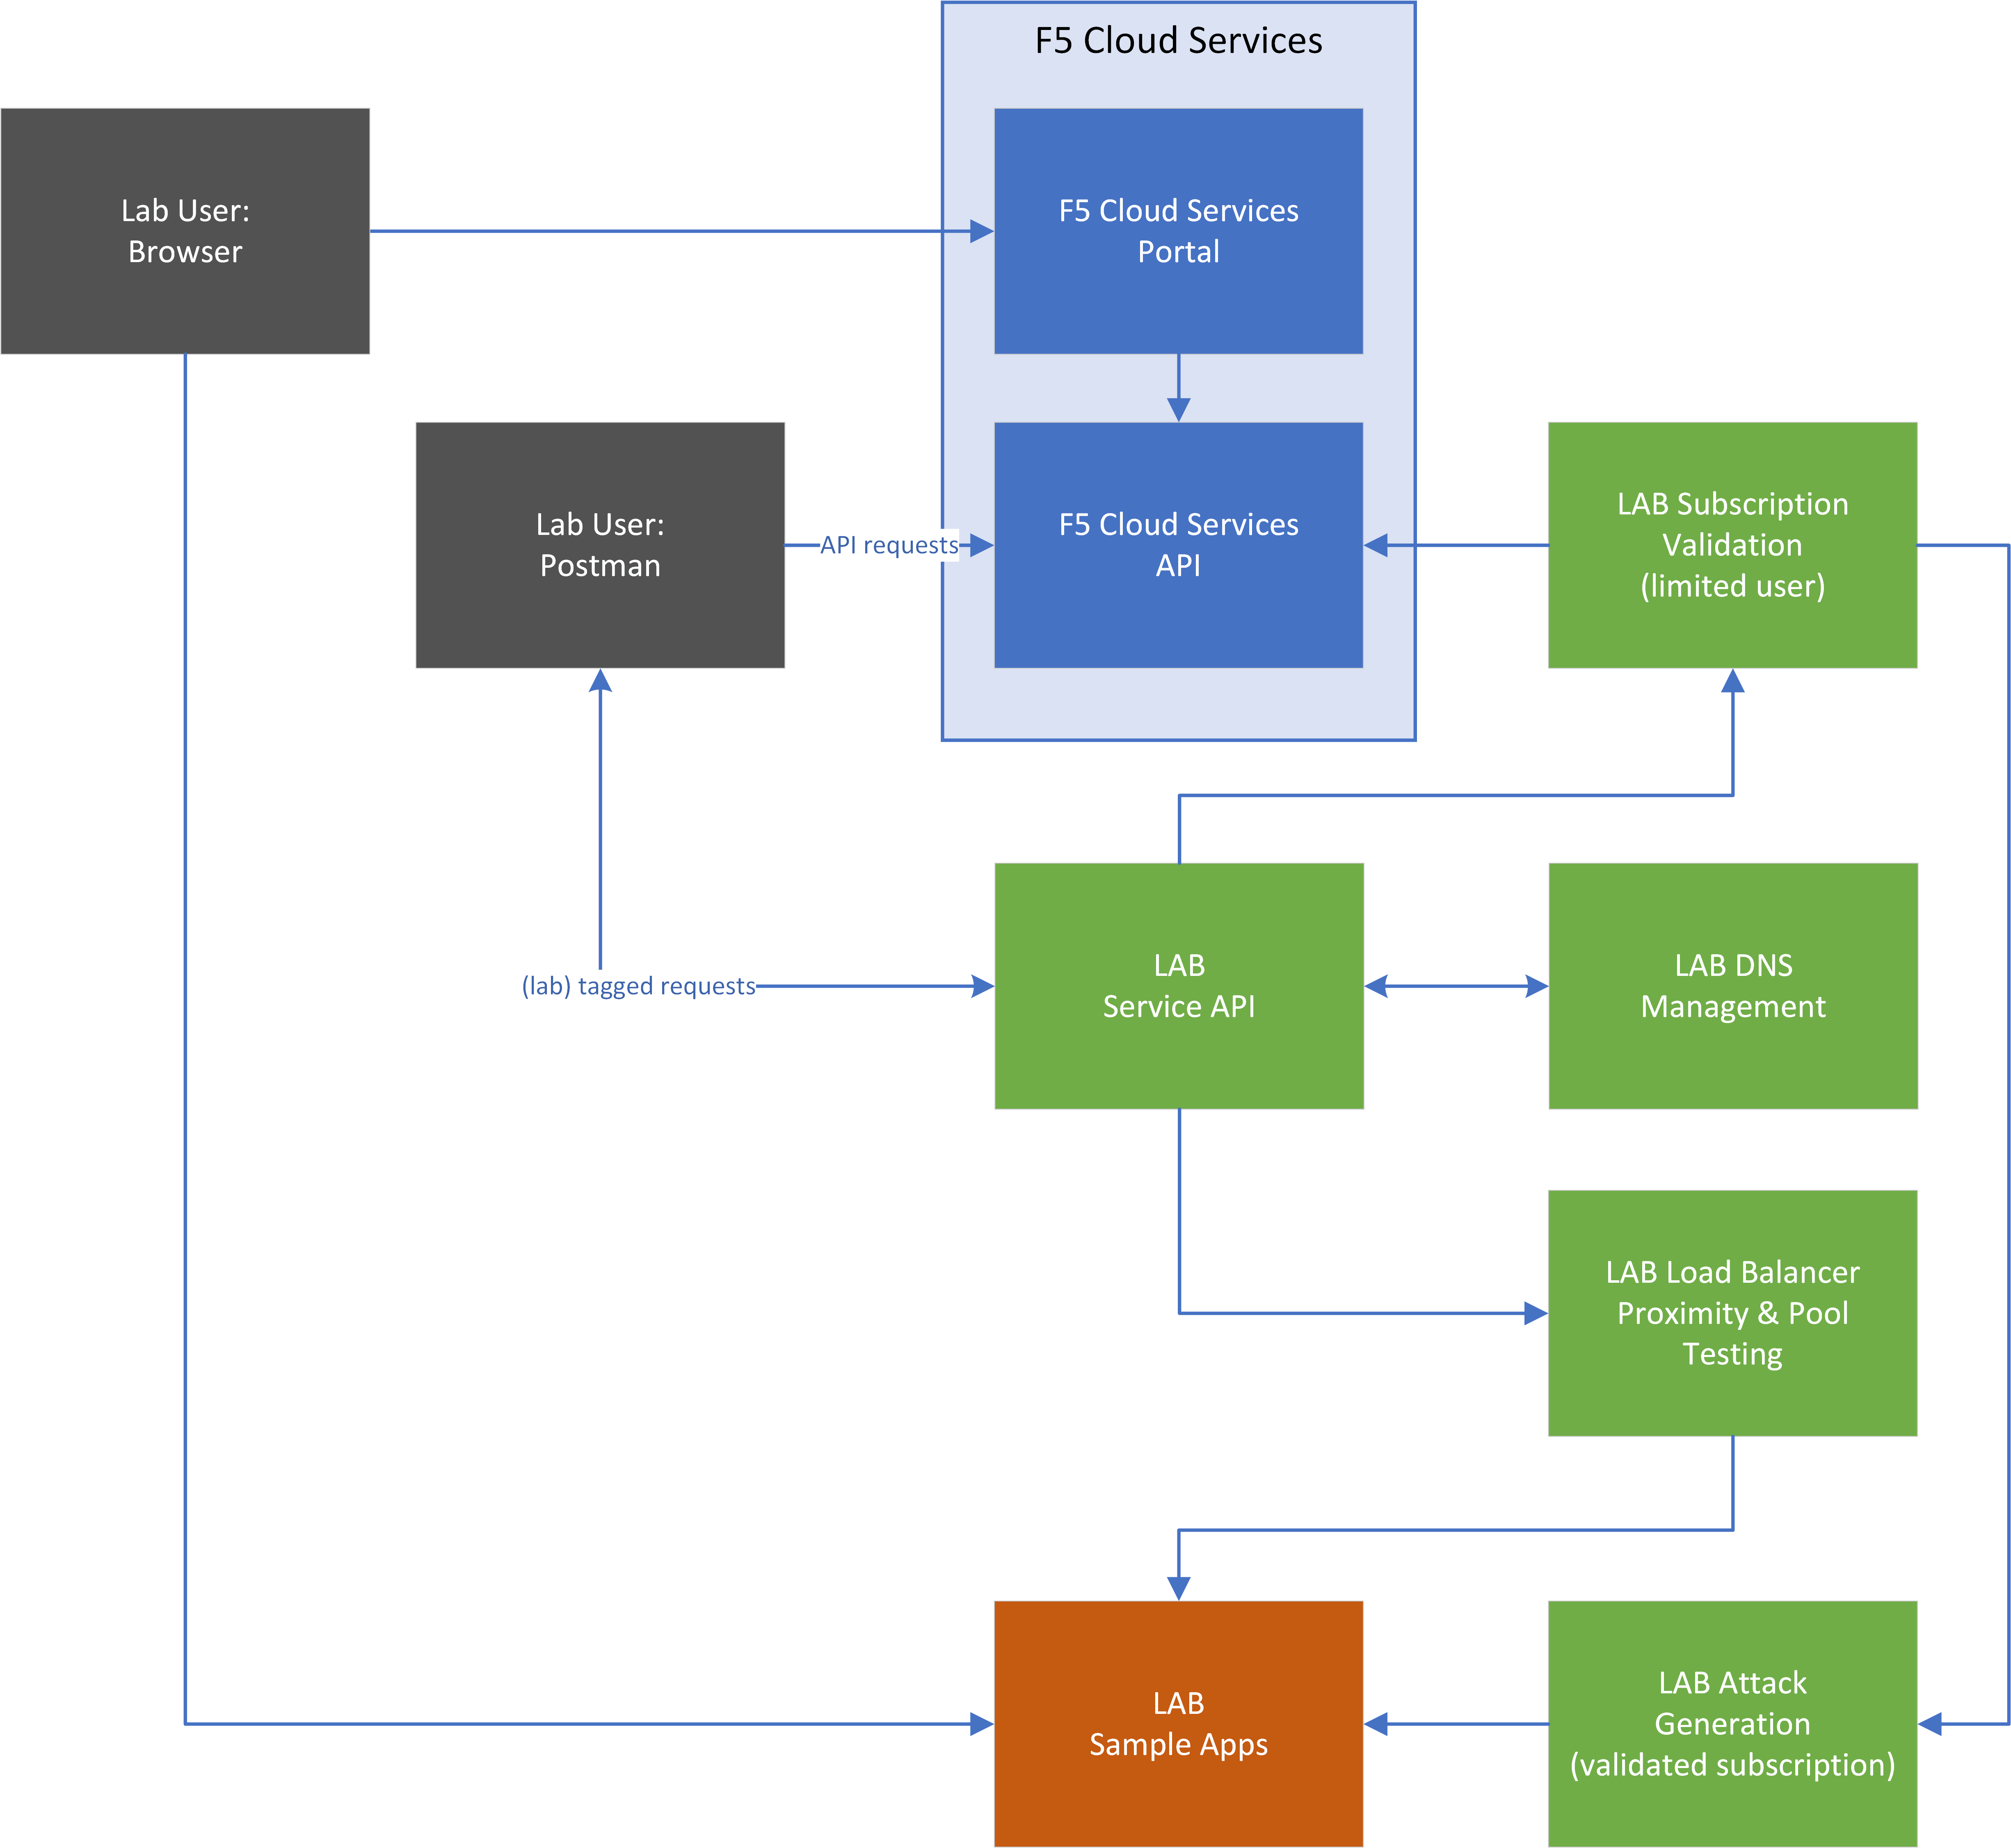 F5 Cloud Services
Lab User:
Browser
F5 Cloud Services
Portal
Lab User:
Postman
API requests
F5 Cloud Services
API
LAB Subscription
Validation
(limited user)
(lab) tagged requests
LAB
Service API
LAB DNS
Management
LAB Load Balancer
Proximity & Pool
Testing
LAB
Sample Apps
LAB Attack
Generation
(validated subscription)